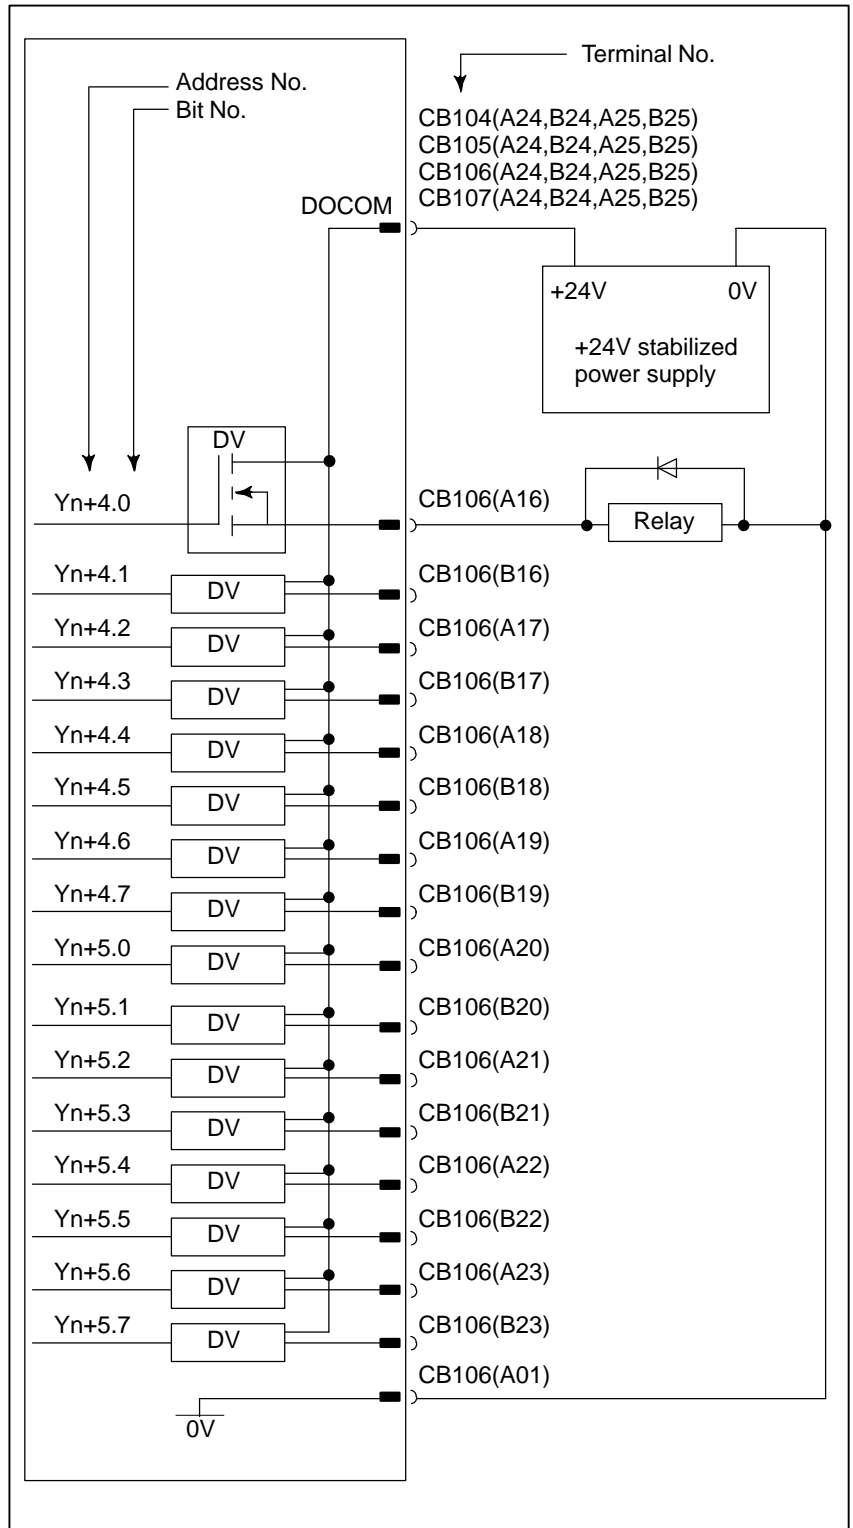 Terminal No.
Address No.
Bit No.
CB104(A24,B24,A25,B25)
CB105(A24,B24,A25,B25)
CB106(A24,B24,A25,B25)
CB107(A24,B24,A25,B25)
DOCOM
+24V 0V
+24V stabilized
power supply
DV
Yn+4.0 CB106(A16) Relay
Yn+4.1 DV CB106(B16)
Yn+4.2 DV CB106(A17)
Yn+4.3 DV CB106(B17)
Yn+4.4 DV CB106(A18)
Yn+4.5 DV CB106(B18)
Yn+4.6 DV CB106(A19)
Yn+4.7 DV CB106(B19)
Yn+5.0 DV CB106(A20)
Yn+5.1 DV CB106(B20)
Yn+5.2 DV CB106(A21)
Yn+5.3 DV CB106(B21)
Yn+5.4 DV CB106(A22)
Yn+5.5 DV CB106(B22)
Yn+5.6 DV CB106(A23)
Yn+5.7 DV CB106(B23)
CB106(A01)
0V